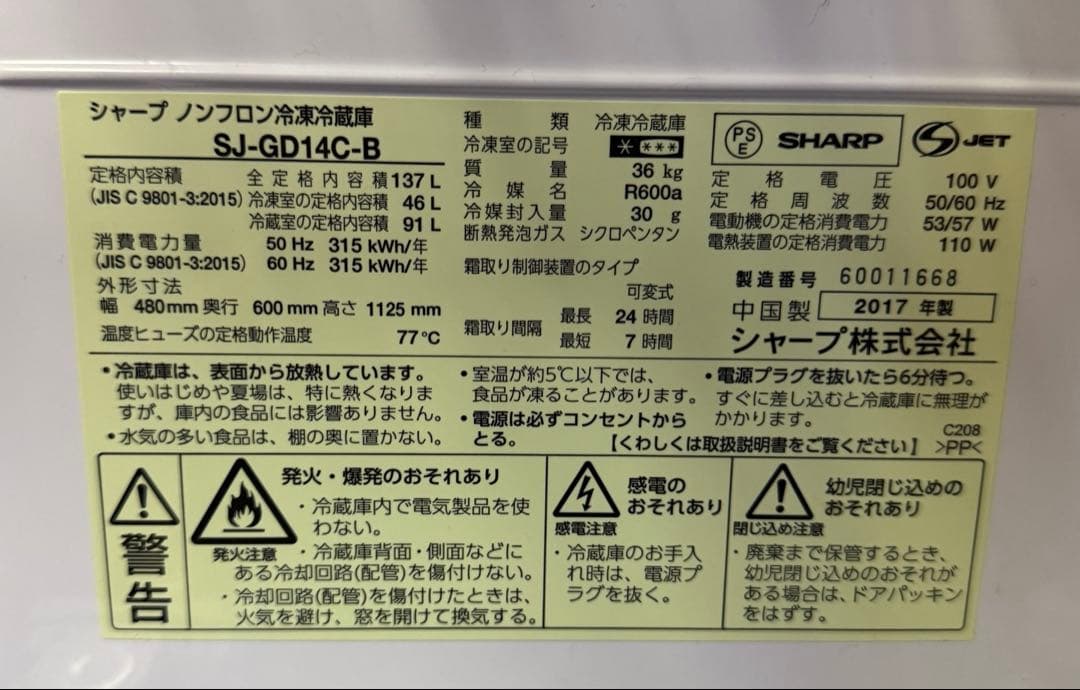 シャープ ノンフロン冷凍冷蔵庫
SJ-GD14C-B
定格内容積 全定格内容積 137 L
(JIS C 9801-3:2015) 冷凍室の定格内容積 46 L
冷蔵室の定格内容積 91 L
消費電力量 50 Hz 315 kWh/年
(JIS C 9801-3:2015) 60 Hz 315 kWh/年
外形寸法
幅 480mm 奥行 600mm 高さ 1125mm
温度ヒューズの定格動作温度 77℃
種類 冷凍冷蔵庫
冷凍室の記号 * ***
質量 36 kg
冷媒名 R600a
冷媒封入量 30 g
断熱発泡ガス シクロペンタン
霜取り制御装置のタイプ
可変式
霜取り間隔 最長 24 時間
最短 7 時間
PS
E
SHARP
S JET
定格電圧 100 V
定格周波数 50/60 Hz
電動機の定格消費電力 53/57 W
電熱装置の定格消費電力 110 W
製造番号 60011668
中国製 2017 年製
シャープ株式会社
・冷蔵庫は、表面から放熱しています。
使いはじめや夏場は、特に熱くなりま
すが、庫内の食品には影響ありません。
・水気の多い食品は、棚の奥に置かない。
・室温が約5℃以下では、
食品が凍ることがあります。
・電源は必ずコンセントから
とる。
・電源プラグを抜いたら6分待つ。
すぐに差し込むと冷蔵庫に無理が
かかります。
C208
【くわしくは取扱説明書をご覧ください】 >PP<
警告
発火・爆発のおそれあり
発火注意
・冷蔵庫内で電気製品を使
わない。
・冷蔵庫背面・側面などに
ある冷却回路(配管)を傷付けない。
・冷却回路(配管)を傷付けたときは、
火気を避け、窓を開けて換気する。
感電の
おそれあり
感電注意
・冷蔵庫のお手入
れ時は、電源プ
ラグを抜く。
幼児閉じ込めの
おそれあり
閉じ込め注意
・廃棄まで保管するとき、
幼児閉じ込めのおそれが
ある場合は、ドアパッキン
をはずす。